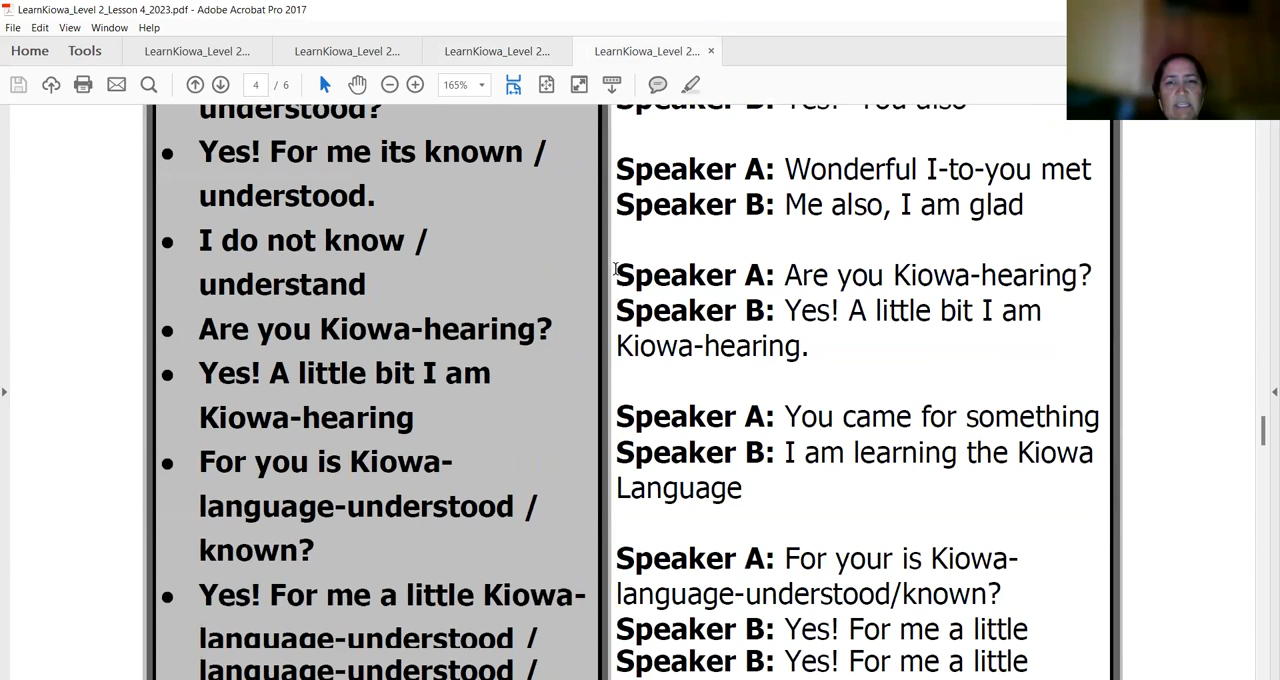 LearnKiowa_Level 2_Lesson 4_2023.pdf - Adobe Acrobat Pro 2017
File Edit View Window Help
Home Tools LearnKiowa_Level 2... LearnKiowa_Level 2... LearnKiowa_Level 2... LearnKiowa_Level 2... ×
4 / 6 165%
understood?
Yes! For me its known /
understood.
I do not know /
understand
Are you Kiowa-hearing?
Yes! A little bit I am
Kiowa-hearing
For you is Kiowa-
language-understood /
known?
Yes! For me a little Kiowa-
language-understood /
language-understood /
Speaker B: Yes! You also
Speaker A: Wonderful I-to-you met
Speaker B: Me also, I am glad
Speaker A: Are you Kiowa-hearing?
Speaker B: Yes! A little bit I am
Kiowa-hearing.
Speaker A: You came for something
Speaker B: I am learning the Kiowa
Language
Speaker A: For your is Kiowa-
language-understood/known?
Speaker B: Yes! For me a little
Speaker B: Yes! For me a little